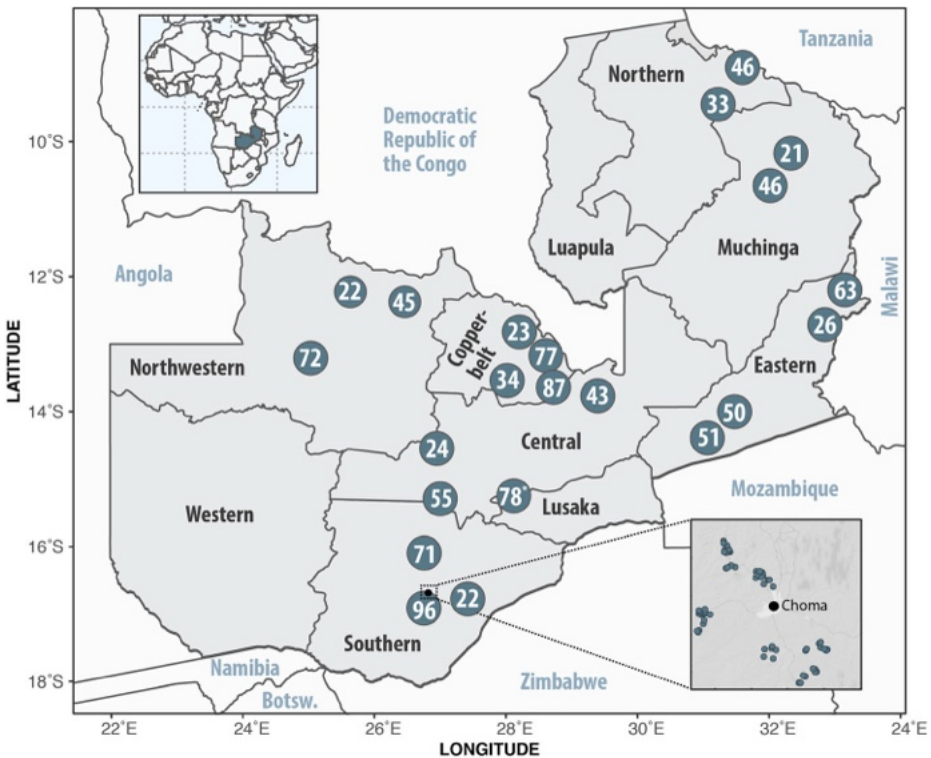 Tanzania
Northern
46
33
Democratic
Republic of
the Congo
10°S
21
46
Luapula
Muchinga
12°S
Angola
Malawi
63
22
45
26
23
Copper-
belt
77
Northwestern
72
Eastern
34
87
43
14°S
50
51
24
Central
LATITUDE
55
78*
Lusaka
Mozambique
Western
16°S
71
96
22
Choma
Southern
Namibia
Zimbabwe
18°S
Botsw.
22°E
24°E
26°E
28°E
30°E
32°E
24°E
LONGITUDE